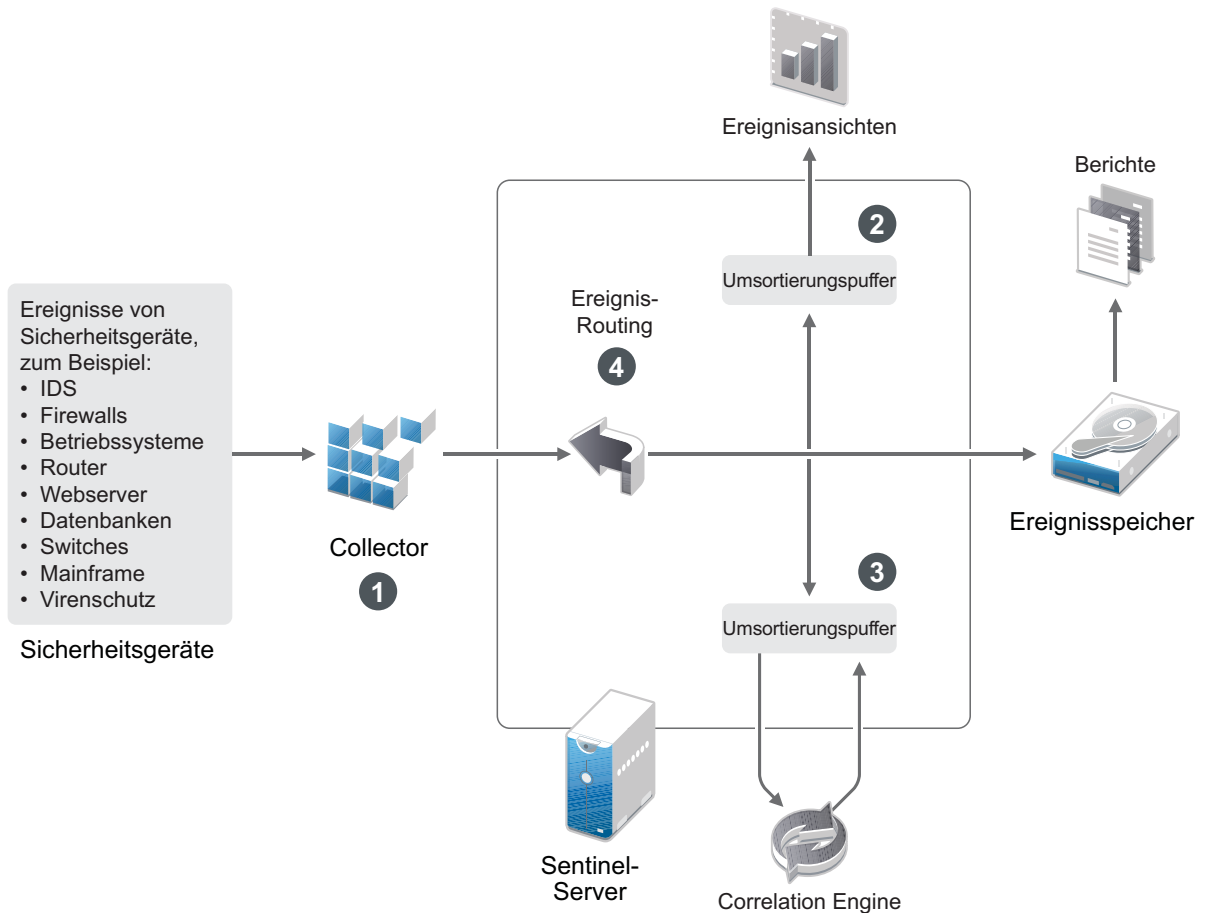 Ereignisansichten
Berichte
2
Umsortierungspuffer
Ereignisse von
Sicherheitsgeräte,
zum Beispiel:
• IDS
• Firewalls
• Betriebssysteme
• Router
• Webserver
• Datenbanken
• Switches
• Mainframe
• Virenschutz
Sicherheitsgeräte
Collector
1
Ereignis-
Routing
4
Ereignisspeicher
3
Umsortierungspuffer
Sentinel-
Server
Correlation Engine